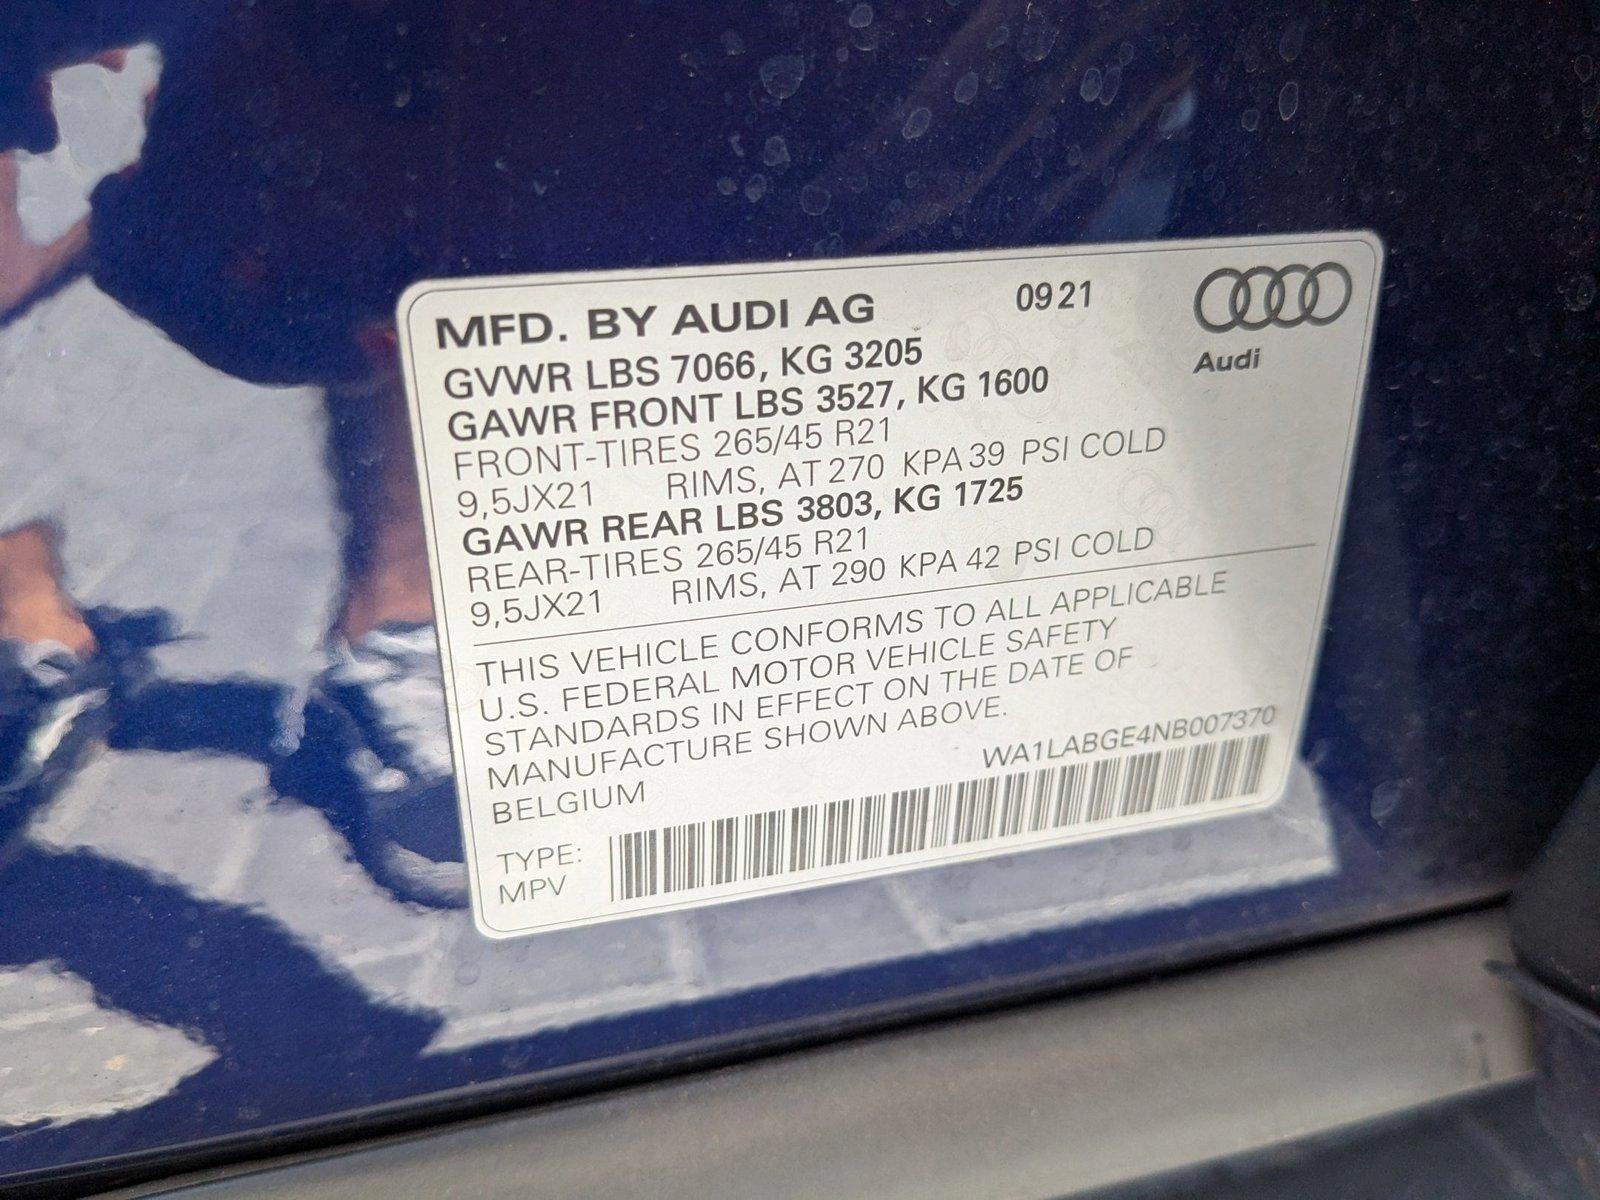 MFD. BY AUDI AG 09 21
Audi
GVWR LBS 7066, KG 3205
GAWR FRONT LBS 3527, KG 1600
FRONT-TIRES 265/45 R21
9,5JX21 RIMS, AT 270 KPA 39 PSI COLD
GAWR REAR LBS 3803, KG 1725
REAR-TIRES 265/45 R21
9,5JX21 RIMS, AT 290 KPA 42 PSI COLD
THIS VEHICLE CONFORMS TO ALL APPLICABLE
U.S. FEDERAL MOTOR VEHICLE SAFETY
STANDARDS IN EFFECT ON THE DATE OF
MANUFACTURE SHOWN ABOVE.
BELGIUM WA1LABGE4NB007370
TYPE:
MPV